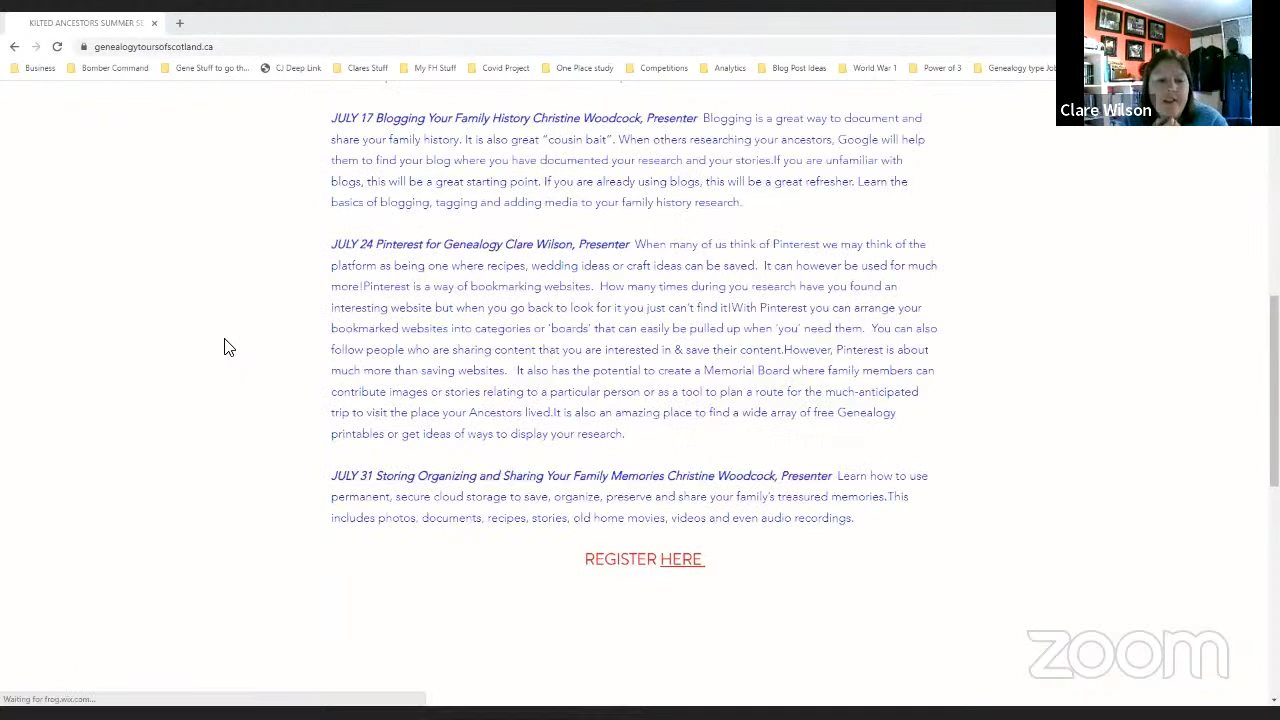 KILTED ANCESTORS SUMMER SE
genealogytoursofscotland.ca
Business Bomber Command Gene Stuff to go th... CJ Deep Link Clares Stuff My FH Stuff Covid Project One Place study Competitions Analytics Blog Post Ideas World War 1 Power of 3 Genealogy type Job
Clare Wilson
JULY 17 Blogging Your Family History Christine Woodcock, Presenter Blogging is a great way to document and
share your family history. It is also great "cousin bait". When others researching your ancestors, Google will help
them to find your blog where you have documented your research and your stories.If you are unfamiliar with
blogs, this will be a great starting point. If you are already using blogs, this will be a great refresher. Learn the
basics of blogging, tagging and adding media to your family history research.
JULY 24 Pinterest for Genealogy Clare Wilson, Presenter When many of us think of Pinterest we may think of the
platform as being one where recipes, wedding ideas or craft ideas can be saved. It can however be used for much
more!Pinterest is a way of bookmarking websites. How many times during you research have you found an
interesting website but when you go back to look for it you just can't find it!With Pinterest you can arrange your
bookmarked websites into categories or 'boards' that can easily be pulled up when 'you' need them. You can also
follow people who are sharing content that you are interested in & save their content.However, Pinterest is about
much more than saving websites. It also has the potential to create a Memorial Board where family members can
contribute images or stories relating to a particular person or as a tool to plan a route for the much-anticipated
trip to visit the place your Ancestors lived.It is also an amazing place to find a wide array of free Genealogy
printables or get ideas of ways to display your research.
JULY 31 Storing Organizing and Sharing Your Family Memories Christine Woodcock, Presenter Learn how to use
permanent, secure cloud storage to save, organize, preserve and share your family's treasured memories.This
includes photos, documents, recipes, stories, old home movies, videos and even audio recordings.
REGISTER HERE
zoom
Waiting for frog.wix.com...